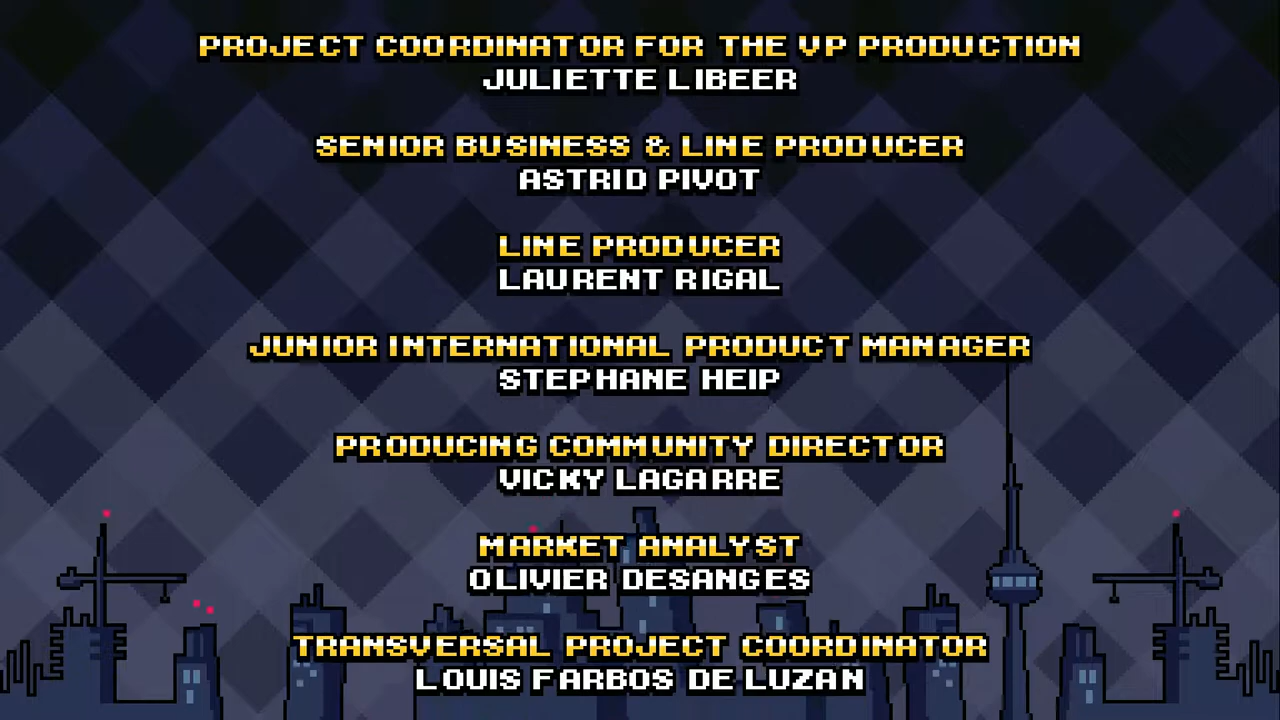 PROJECT COORDINATOR FOR THE VP PRODUCTION
JULIETTE LIBEER
SENIOR BUSINESS & LINE PRODUCER
ASTRID PIVOT
LINE PRODUCER
LAURENT RIGAL
JUNIOR INTERNATIONAL PRODUCT MANAGER
STEPHANE HEIP
PRODUCING COMMUNITY DIRECTOR
VICKY LAGARRE
MARKET ANALYST
OLIVIER DESANGES
TRANSVERSAL PROJECT COORDINATOR
LOUIS FARBOS DE LUZAN